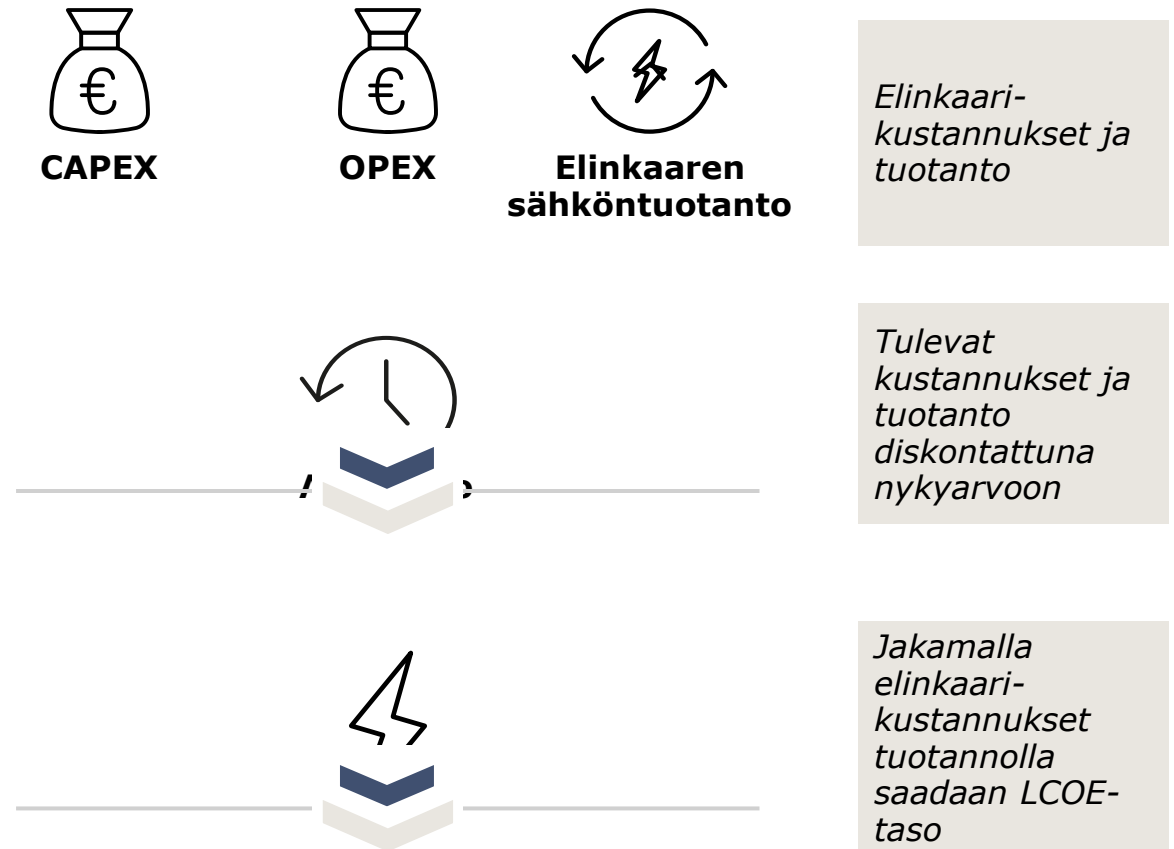 €
€
CAPEX
OPEX
Elinkaaren
sähköntuotanto
Elinkaari-
kustannukset ja
tuotanto
Tulevat
kustannukset ja
tuotanto
diskontattuna
nykyarvoon
Jakamalla
elinkaari-
kustannukset
tuotannolla
saadaan LCOE-
taso